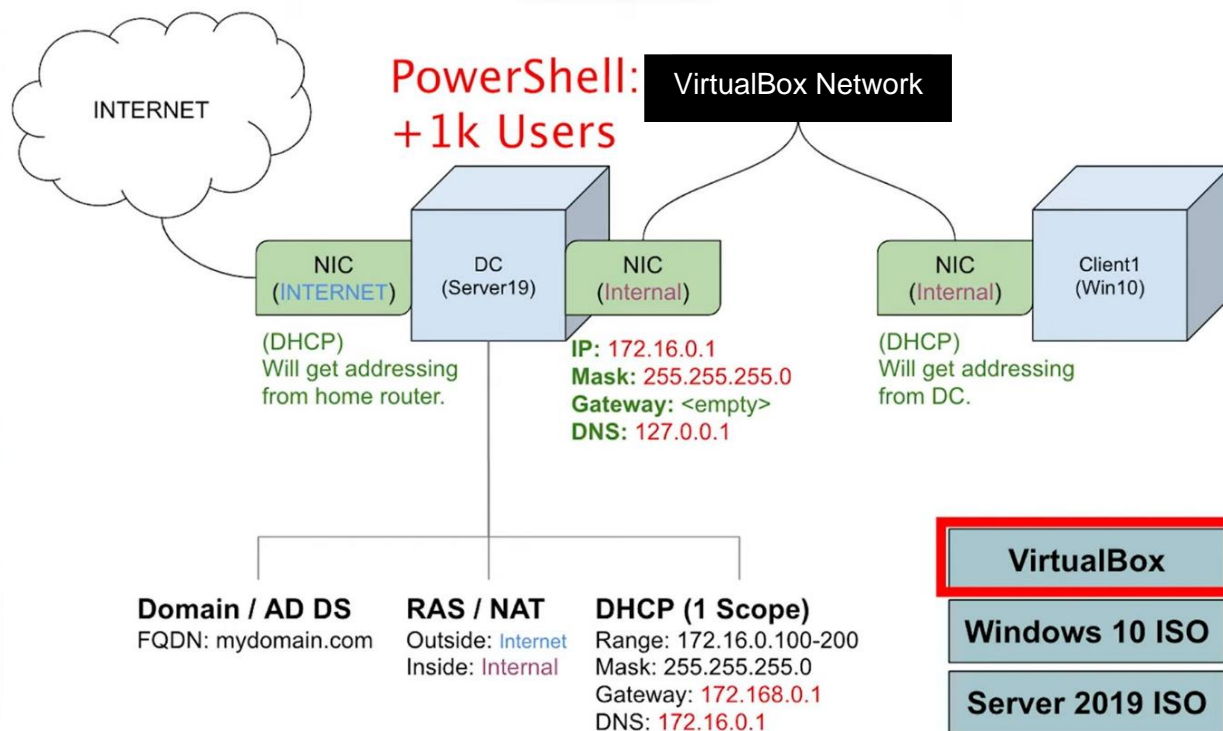 INTERNET
PowerShell:
+1k Users
VirtualBox Network
NIC
(INTERNET)
DC
(Server19)
NIC
(Internal)
NIC
(Internal)
Client1
(Win10)
(DHCP)
Will get addressing
from home router.
IP: 172.16.0.1
Mask: 255.255.255.0
Gateway: <empty>
DNS: 127.0.0.1
(DHCP)
Will get addressing
from DC.
Domain / AD DS
FQDN: mydomain.com
RAS / NAT
Outside: Internet
Inside: Internal
DHCP (1 Scope)
Range: 172.16.0.100-200
Mask: 255.255.255.0
Gateway: 172.168.0.1
DNS: 172.16.0.1
VirtualBox
Windows 10 ISO
Server 2019 ISO